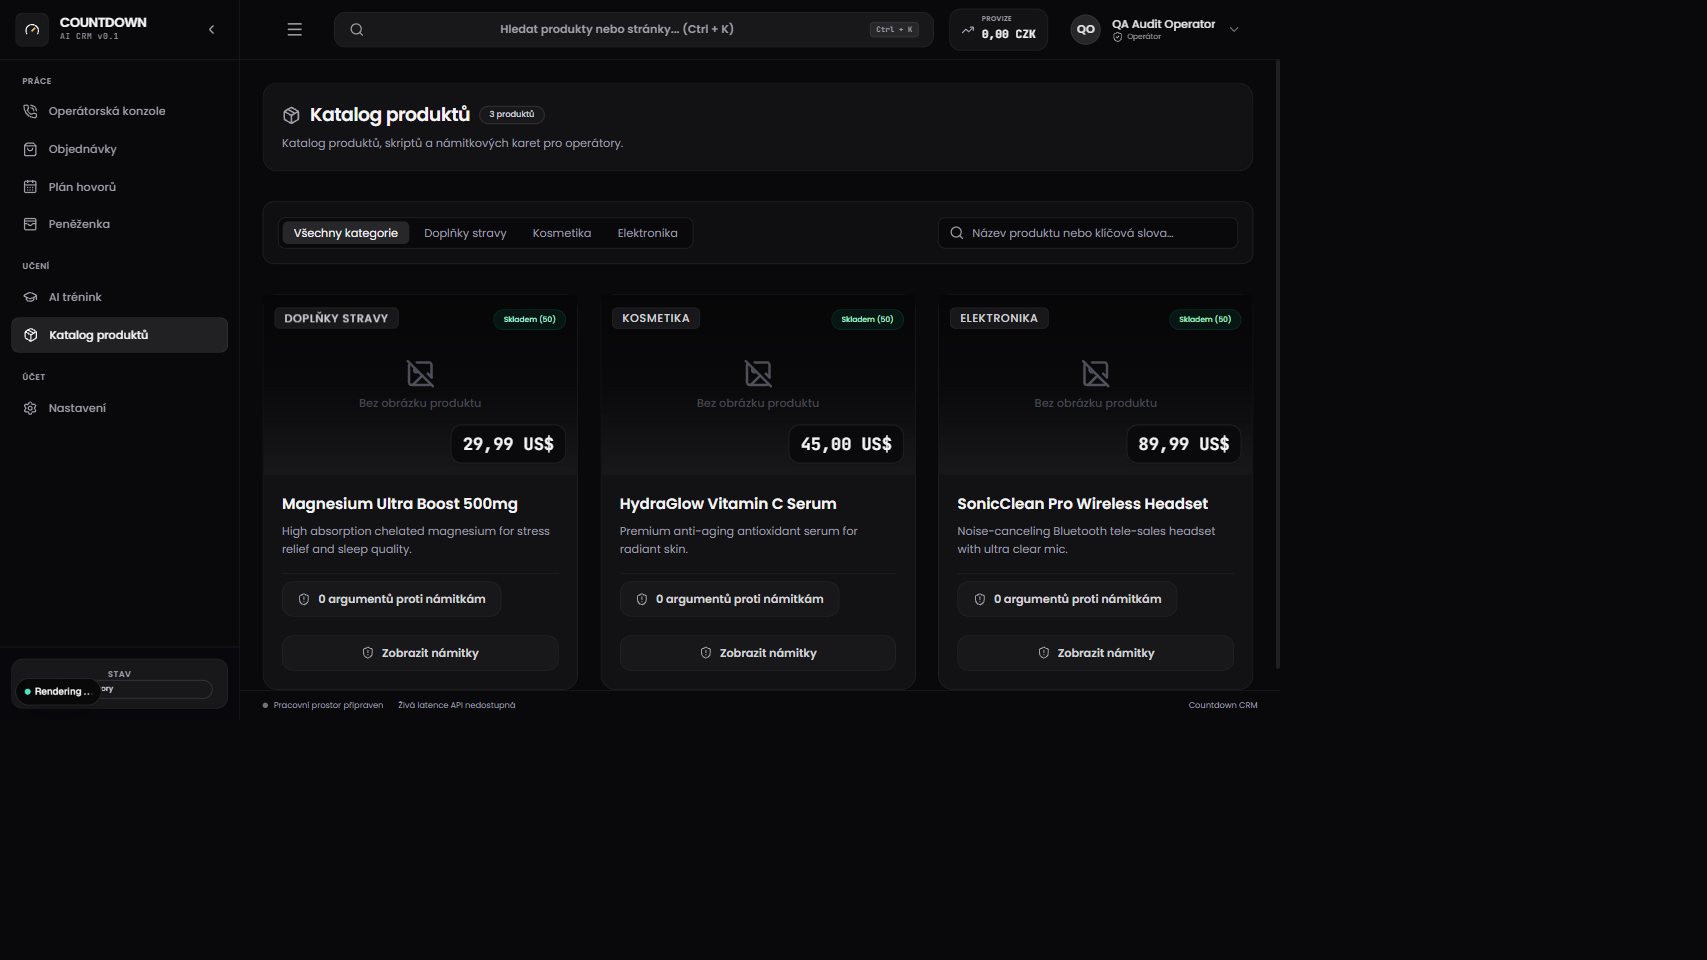 COUNTDOWN
AI CRM v0.1
Hledat produkty nebo stránky... (Ctrl + K)
Ctrl + K
PROVIZE
0,00 CZK
QO
QA Audit Operator
Operátor
PRÁCE
Operátorská konzole
Objednávky
Plán hovorů
Peněženka
UČENÍ
AI trénink
Katalog produktů
ÚČET
Nastavení
STAV
Rendering ...
ory
Katalog produktů
3 produktů
Katalog produktů, skriptů a námitkových karet pro operátory.
Všechny kategorie
Doplňky stravy
Kosmetika
Elektronika
Název produktu nebo klíčová slova...
DOPLŇKY STRAVY
Skladem (50)
Bez obrázku produktu
29,99 US$
Magnesium Ultra Boost 500mg
High absorption chelated magnesium for stress
relief and sleep quality.
0 argumentů proti námitkám
Zobrazit námitky
KOSMETIKA
Skladem (50)
Bez obrázku produktu
45,00 US$
HydraGlow Vitamin C Serum
Premium anti-aging antioxidant serum for
radiant skin.
0 argumentů proti námitkám
Zobrazit námitky
ELEKTRONIKA
Skladem (50)
Bez obrázku produktu
89,99 US$
SonicClean Pro Wireless Headset
Noise-canceling Bluetooth tele-sales headset
with ultra clear mic.
0 argumentů proti námitkám
Zobrazit námitky
Pracovní prostor připraven
Živá latence API nedostupná
Countdown CRM